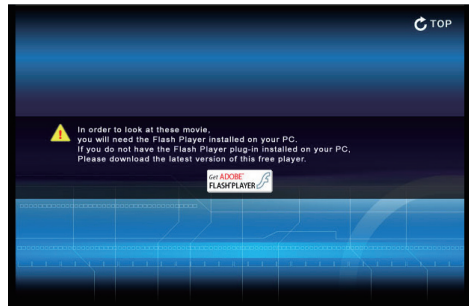 TOP
In order to look at these movie,
you will need the Flash Player installed on your PC.
If you do not have the Flash Player plug-in installed on your PC,
Please download the latest version of this free player.
Get ADOBE®
FLASH® PLAYER